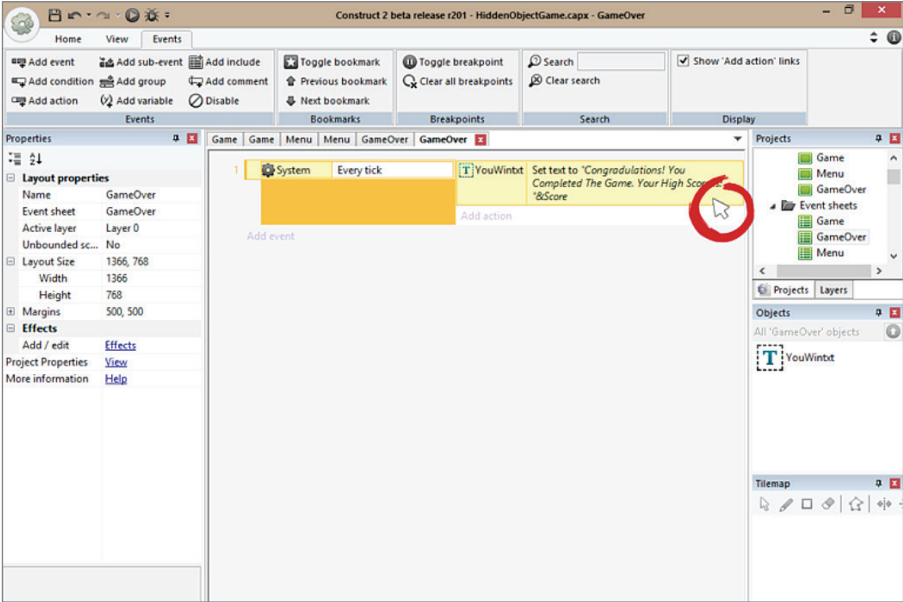 Construct 2 beta release r201 - HiddenObjectGame.capx - GameOver
Home View Events
Add event Add sub-event Add include Toggle bookmark Toggle breakpoint Search Show 'Add action' links
Add condition Add group Add comment Previous bookmark Clear all breakpoints Clear search
Add action Add variable Disable Next bookmark
Events Bookmarks Breakpoints Search Display
Properties
Layout properties
Name GameOver
Event sheet GameOver
Active layer Layer 0
Unbounded sc... No
Layout Size 1366, 768
Width 1366
Height 768
Margins 500, 500
Effects
Add / edit Effects
Project Properties View
More information Help
Game Game Menu Menu GameOver GameOver
1 System Every tick T YouWintxt Set text to "Congradulations! You
Completed The Game. Your High
"&Score
Add action
Add event
Projects
Game
Menu
GameOver
Event sheets
Game
GameOver
Menu
Projects Layers
Objects
All 'GameOver' objects
T YouWintxt
Tilemap